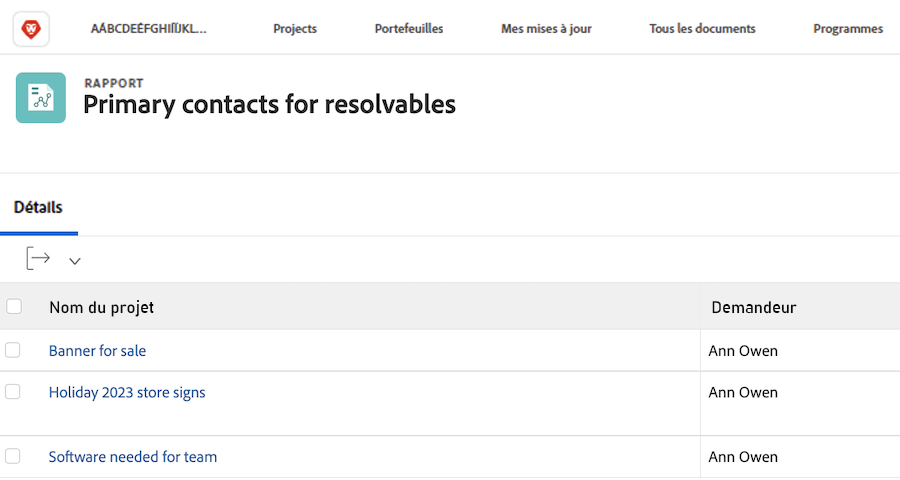 AÁBCDEÉFGHIÍÏJKL... Projects Portefeuilles Mes mises à jour Tous les documents Programmes
RAPPORT
Primary contacts for resolvables
Détails
Nom du projet Demandeur
Banner for sale Ann Owen
Holiday 2023 store signs Ann Owen
Software needed for team Ann Owen